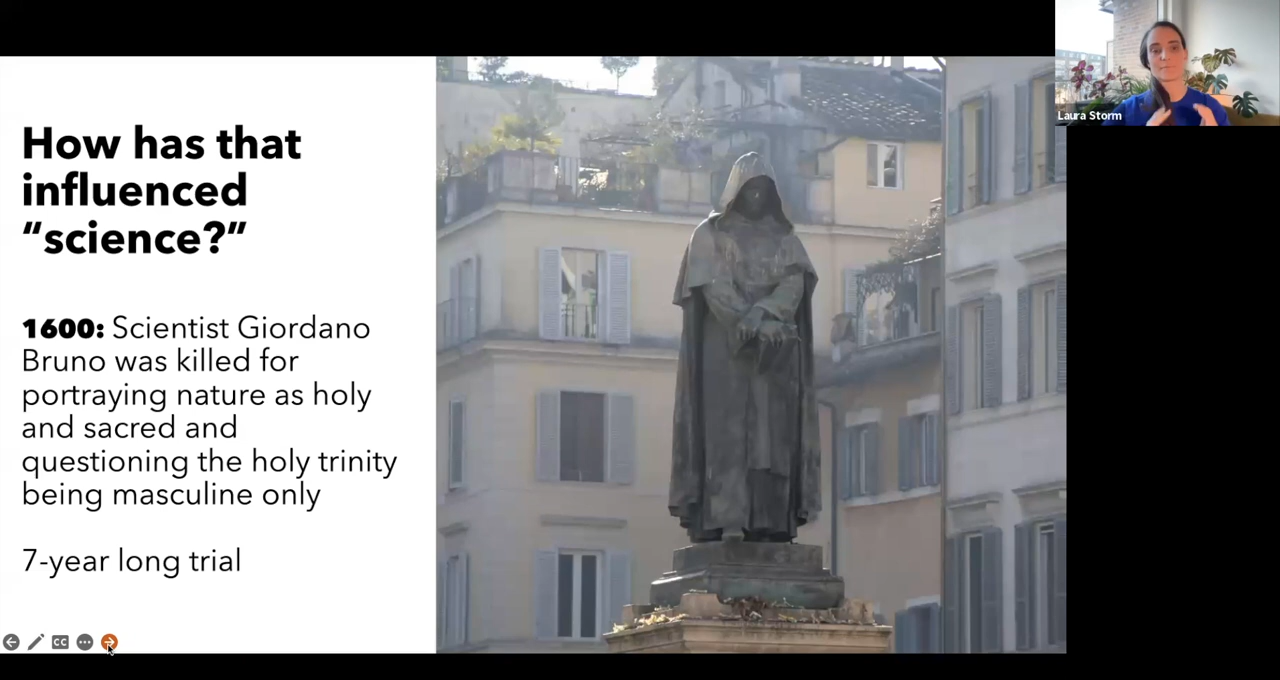 How has that
influenced
“science?”
1600: Scientist Giordano
Bruno was killed for
portraying nature as holy
and sacred and
questioning the holy trinity
being masculine only
7-year long trial
CC
Laura Storm